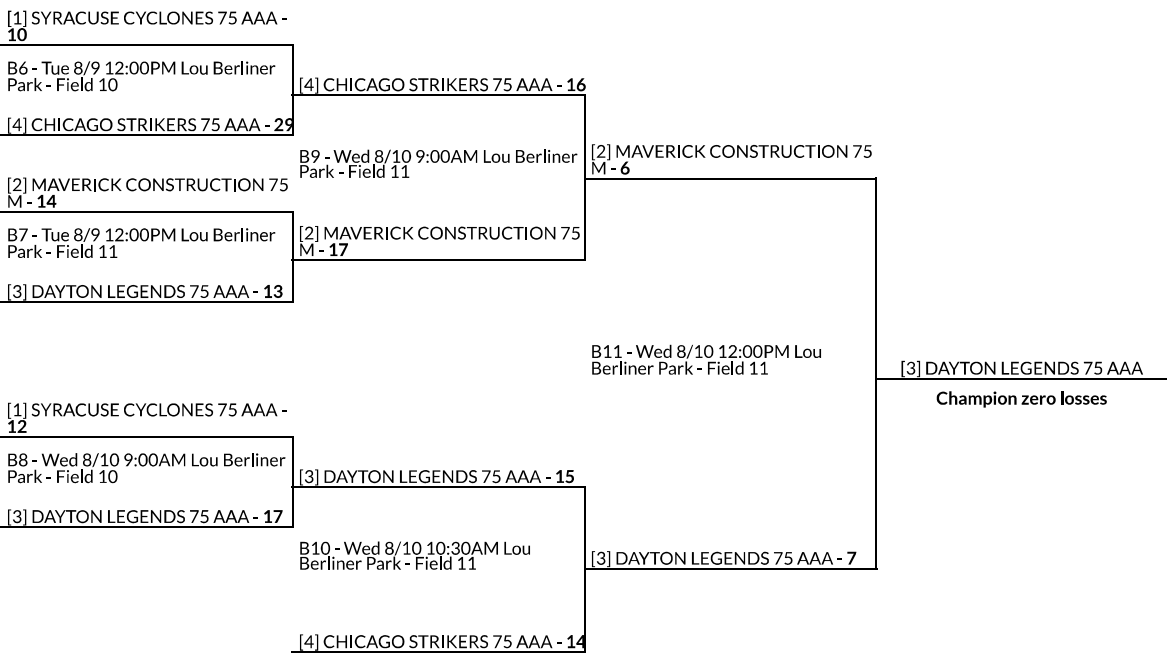 [1] SYRACUSE CYCLONES 75 AAA -
10
B6 - Tue 8/9 12:00PM Lou Berliner
Park - Field 10
[4] CHICAGO STRIKERS 75 AAA - 29
[4] CHICAGO STRIKERS 75 AAA - 16
B9 - Wed 8/10 9:00AM Lou Berliner
Park - Field 11
[2] MAVERICK CONSTRUCTION 75
M - 14
B7 - Tue 8/9 12:00PM Lou Berliner
Park - Field 11
[3] DAYTON LEGENDS 75 AAA - 13
[2] MAVERICK CONSTRUCTION 75
M - 17
[2] MAVERICK CONSTRUCTION 75
M - 6
B11 - Wed 8/10 12:00PM Lou
Berliner Park - Field 11
[3] DAYTON LEGENDS 75 AAA
Champion zero losses
[1] SYRACUSE CYCLONES 75 AAA -
12
B8 - Wed 8/10 9:00AM Lou Berliner
Park - Field 10
[3] DAYTON LEGENDS 75 AAA - 17
[3] DAYTON LEGENDS 75 AAA - 15
B10 - Wed 8/10 10:30AM Lou
Berliner Park - Field 11
[4] CHICAGO STRIKERS 75 AAA - 14
[3] DAYTON LEGENDS 75 AAA - 7